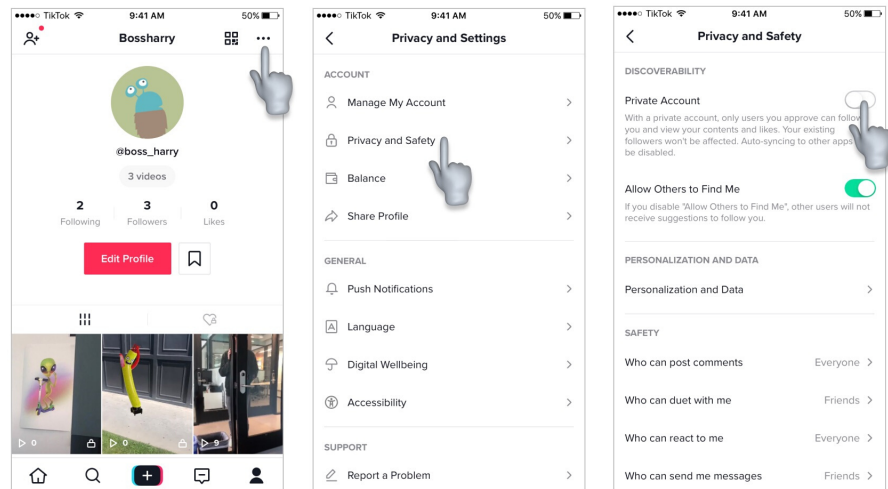 TikTok 9:41 AM 50%
Bossharry
@boss_harry
3 videos
2 3 0
Following Followers Likes
Edit Profile
0 0 9
TikTok 9:41 AM 50%
Privacy and Settings
ACCOUNT
Manage My Account
Privacy and Safety
Balance
Share Profile
GENERAL
Push Notifications
A Language
Digital Wellbeing
Accessibility
SUPPORT
Report a Problem
TikTok 9:41 AM 50%
Privacy and Safety
DISCOVERABILITY
Private Account
With a private account, only users you approve can follow
you and view your contents and likes. Your existing
followers won't be affected. Auto-syncing to other apps
be disabled.
Allow Others to Find Me
If you disable "Allow Others to Find Me", other users will not
receive suggestions to follow you.
PERSONALIZATION AND DATA
Personalization and Data
SAFETY
Who can post comments Everyone
Who can duet with me Friends
Who can react to me Everyone
Who can send me messages Friends